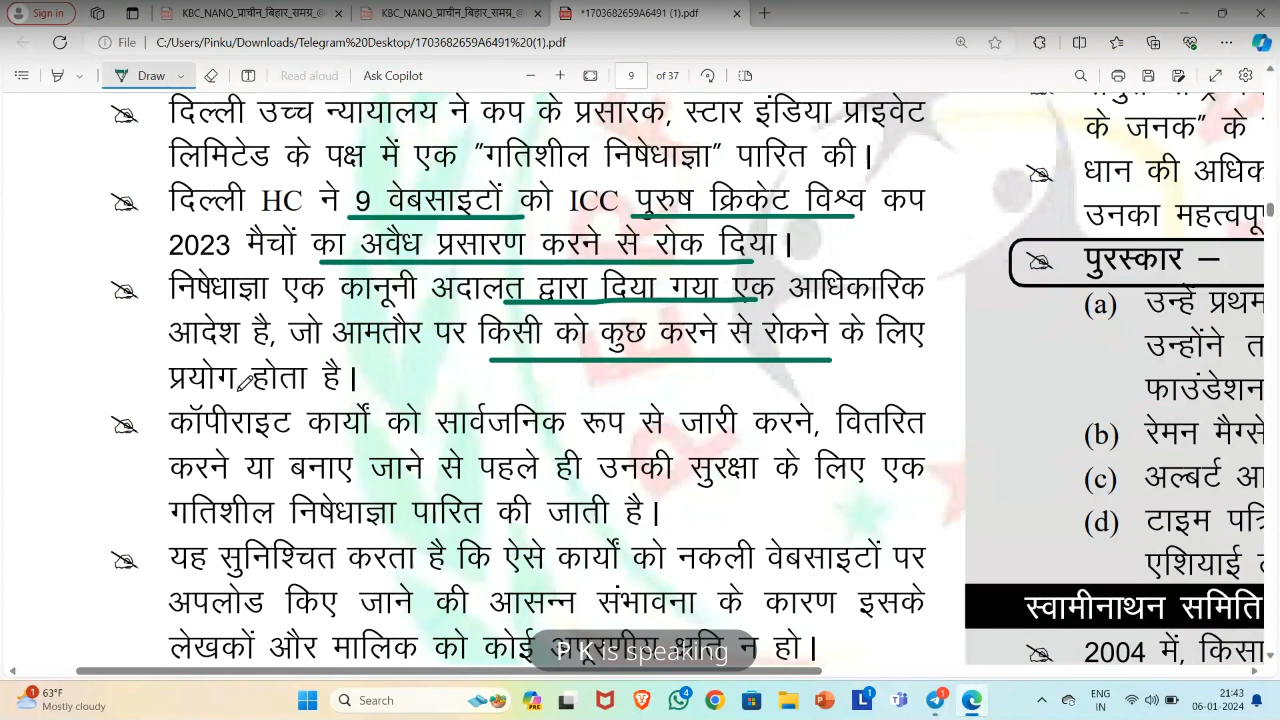 Sign in
KBC_NANO_प्राचीन_बिहार_समग्र_@
KBC_NANO_प्राचीन_बिहार_समग्र_@
*1703682659A6491 (1).pdf
File
C:/Users/Pinku/Downloads/Telegram%20Desktop/1703682659A6491%20(1).pdf
Draw
Read aloud
Ask Copilot
9 of 37
दिल्ली उच्च न्यायालय ने कप के प्रसारक, स्टार इंडिया प्राइवेट
लिमिटेड के पक्ष में एक "गतिशील निषेधाज्ञा" पारित की।
दिल्ली HC ने 9 वेबसाइटों को ICC पुरुष क्रिकेट विश्व कप
2023 मैचों का अवैध प्रसारण करने से रोक दिया।
निषेधाज्ञा एक कानूनी अदालत द्वारा दिया गया एक आधिकारिक
आदेश है, जो आमतौर पर किसी को कुछ करने से रोकने के लिए
प्रयोग होता है।
कॉपीराइट कार्यों को सार्वजनिक रूप से जारी करने, वितरित
करने या बनाए जाने से पहले ही उनकी सुरक्षा के लिए एक
गतिशील निषेधाज्ञा पारित की जाती है।
यह सुनिश्चित करता है कि ऐसे कार्यों को नकली वेबसाइटों पर
अपलोड किए जाने की आसन्न संभावना के कारण इसके
लेखकों और मालिक को कोई न हो।
के जनक" के
धान की अधिक
उनका महत्वपू
पुरस्कार –
(a) उन्हें प्रथम
उन्होंने त
फाउंडेशन
(b) रेमन मैग्से
(c) अल्बर्ट आ
(d) टाइम पत्रि
एशियाई
स्वामीनाथन समिति
2004 में, किसा
P K is speaking
63°F
Mostly cloudy
Search
ENG
IN
21:43
06-01-2024